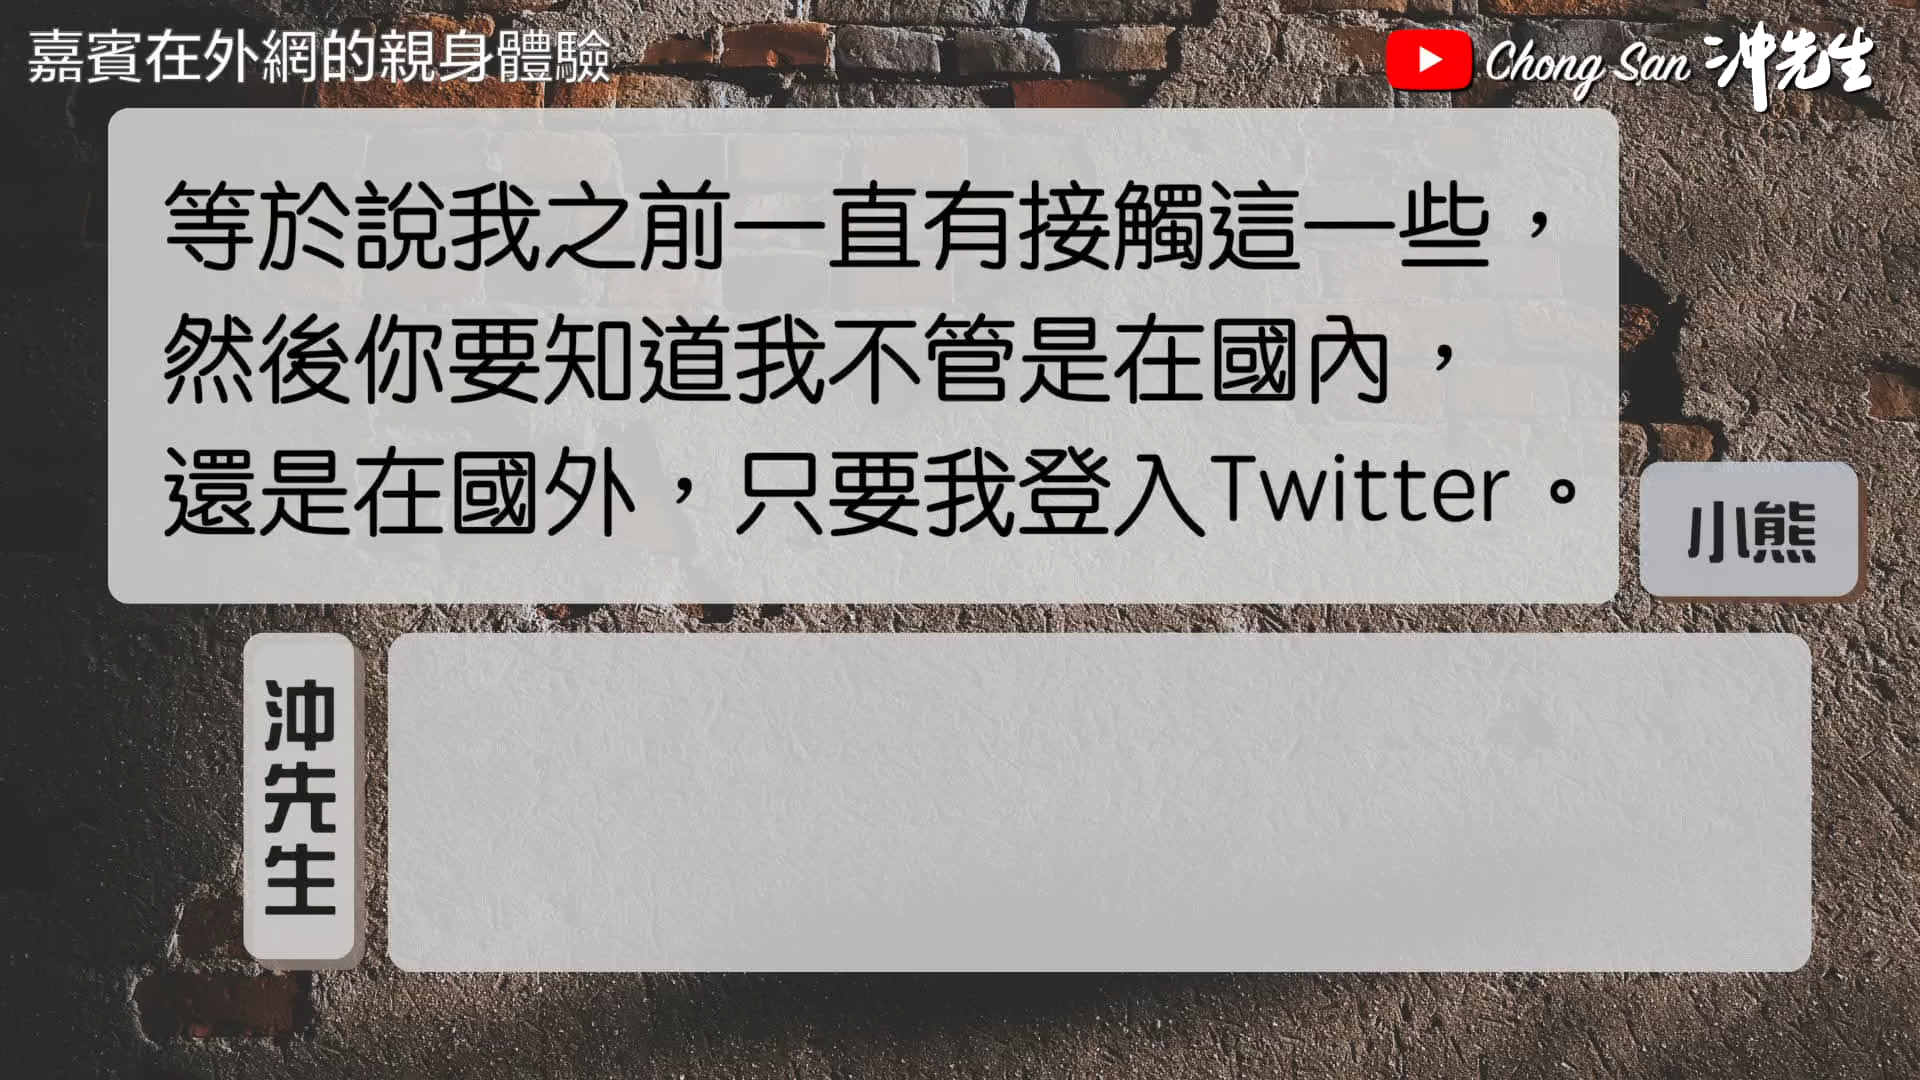 嘉賓在外網的親身體驗
Chong San 沖先生
等於說我之前一直有接觸這一些，
然後你要知道我不管是在國內，
還是在國外，只要我登入Twitter。
小熊
沖先生